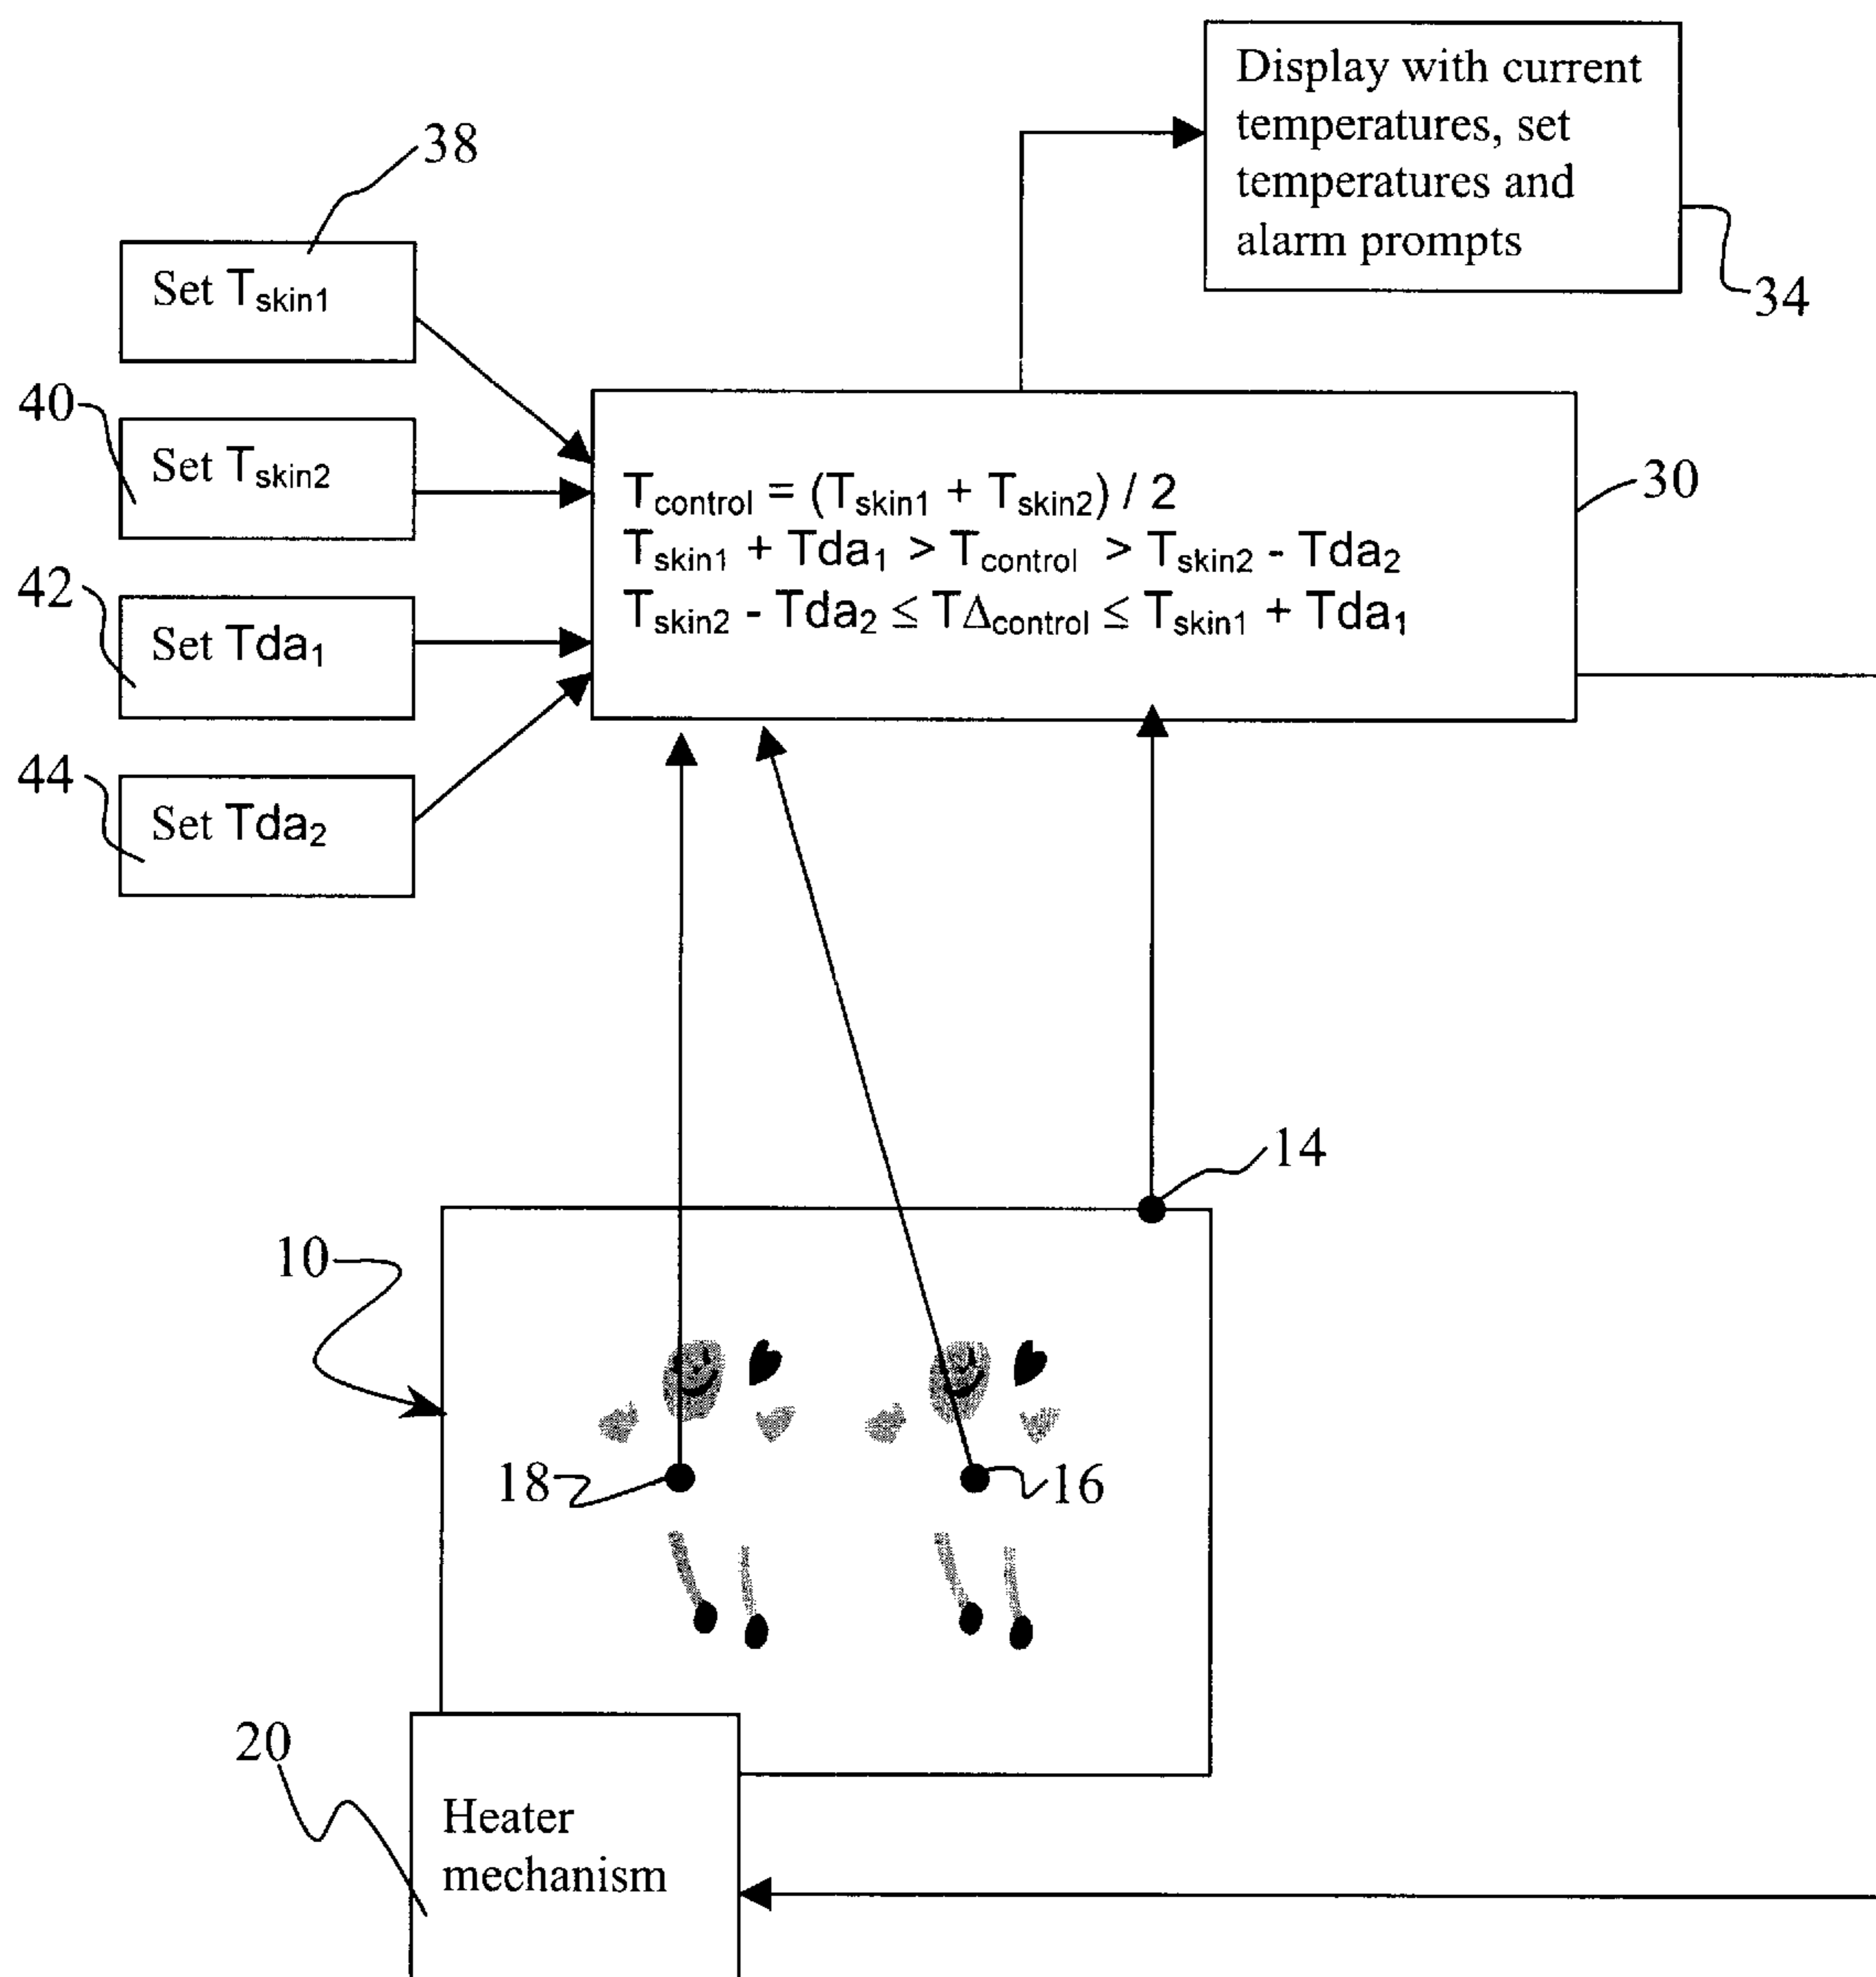 Display with current
temperatures, set
temperatures and
alarm prompts
34
38
Set Tskin1
40
Set Tskin2
42
Set Tda1
44
Set Tda2
Tcontrol = (Tskin1 + Tskin2) / 2
Tskin1 + Tda1 > Tcontrol > Tskin2 - Tda2
Tskin2 - Tda2 ≤ TΔcontrol ≤ Tskin1 + Tda1
30
14
10
18
16
20
Heater
mechanism